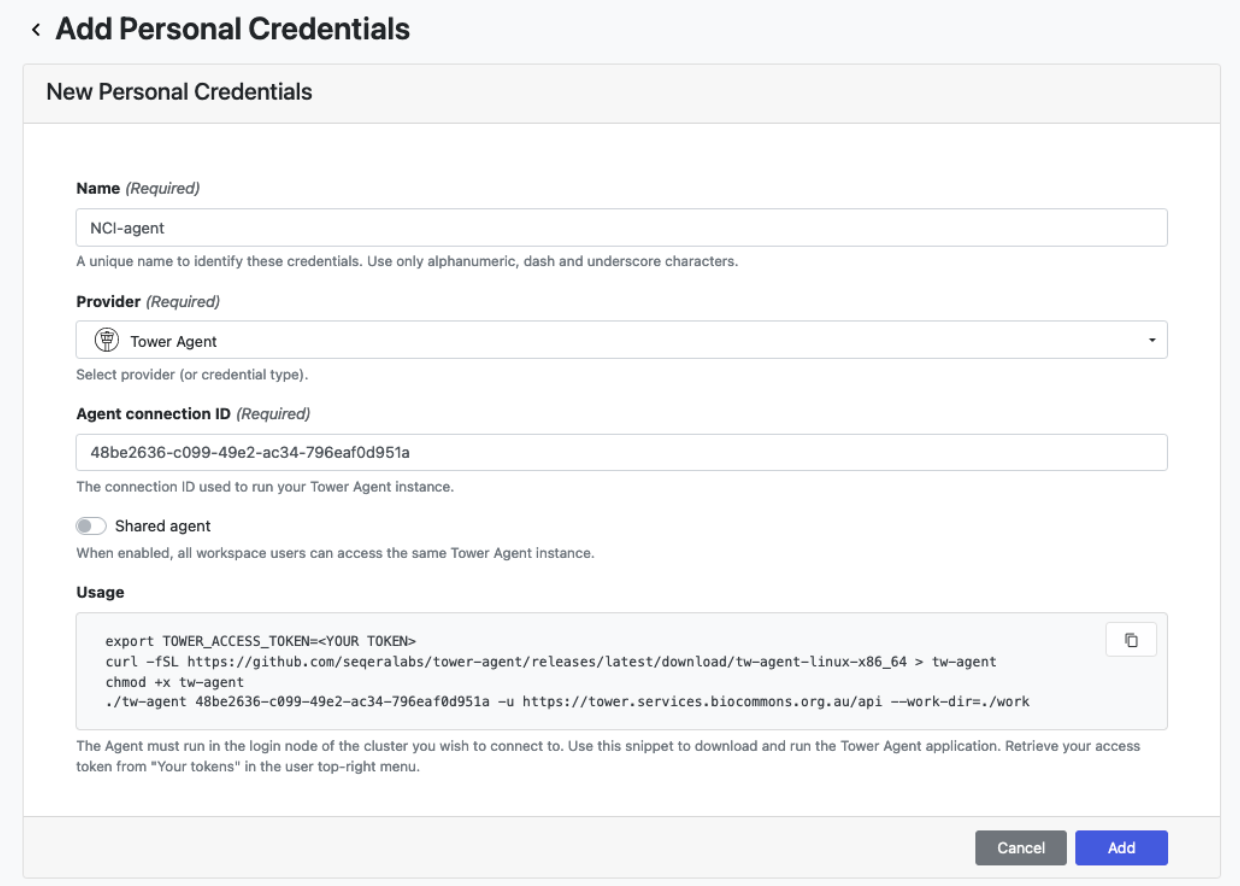 Add Personal Credentials
New Personal Credentials
Name (Required)
NCI-agent
A unique name to identify these credentials. Use only alphanumeric, dash and underscore characters.
Provider (Required)
Tower Agent
Select provider (or credential type).
Agent connection ID (Required)
48be2636-c099-49e2-ac34-796eaf0d951a
The connection ID used to run your Tower Agent instance.
Shared agent
When enabled, all workspace users can access the same Tower Agent instance.
Usage
export TOWER_ACCESS_TOKEN=<YOUR TOKEN>
curl -fSL https://github.com/seqeralabs/tower-agent/releases/latest/download/tw-agent-linux-x86_64 > tw-agent
chmod +x tw-agent
./tw-agent 48be2636-c099-49e2-ac34-796eaf0d951a -u https://tower.services.biocommons.org.au/api --work-dir=./work
The Agent must run in the login node of the cluster you wish to connect to. Use this snippet to download and run the Tower Agent application. Retrieve your access
token from "Your tokens" in the user top-right menu.
Cancel
Add